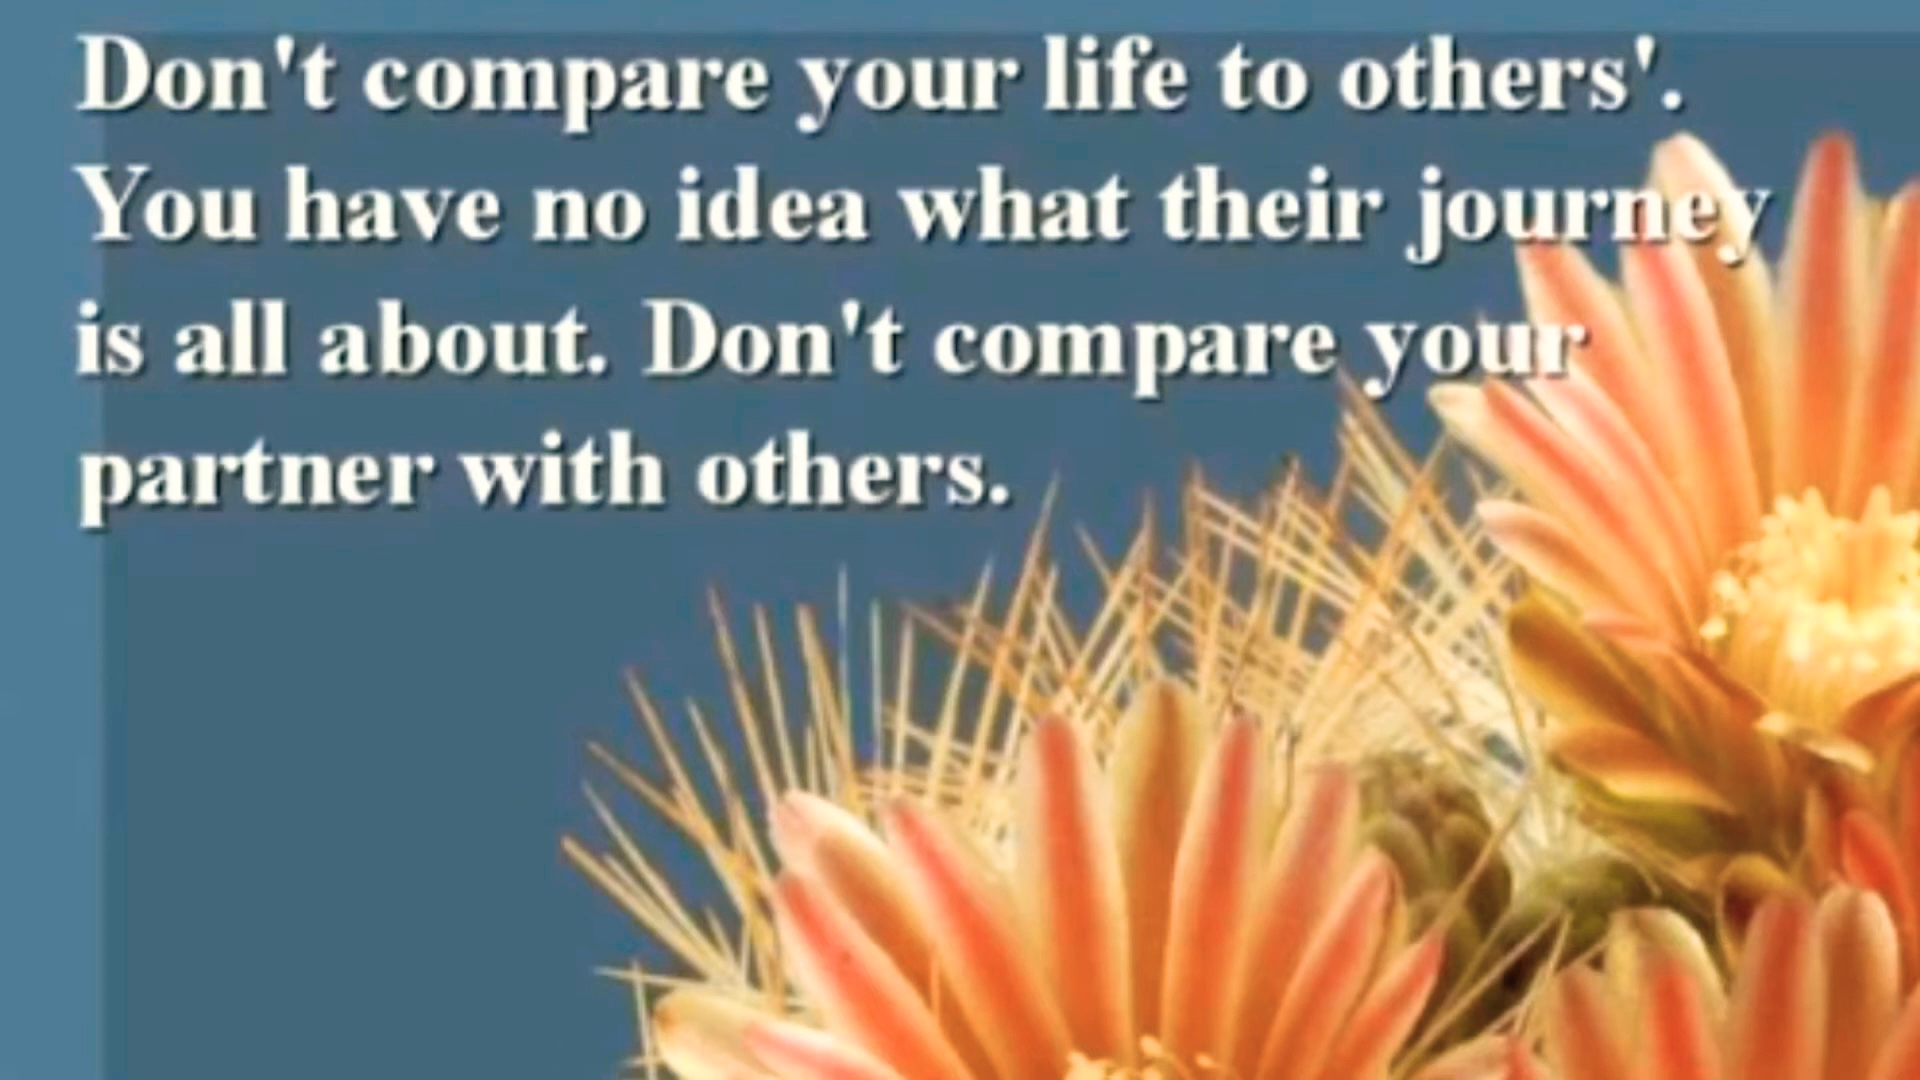 Don't compare your life to others'.
You have no idea what their journey
is all about. Don't compare your
partner with others.